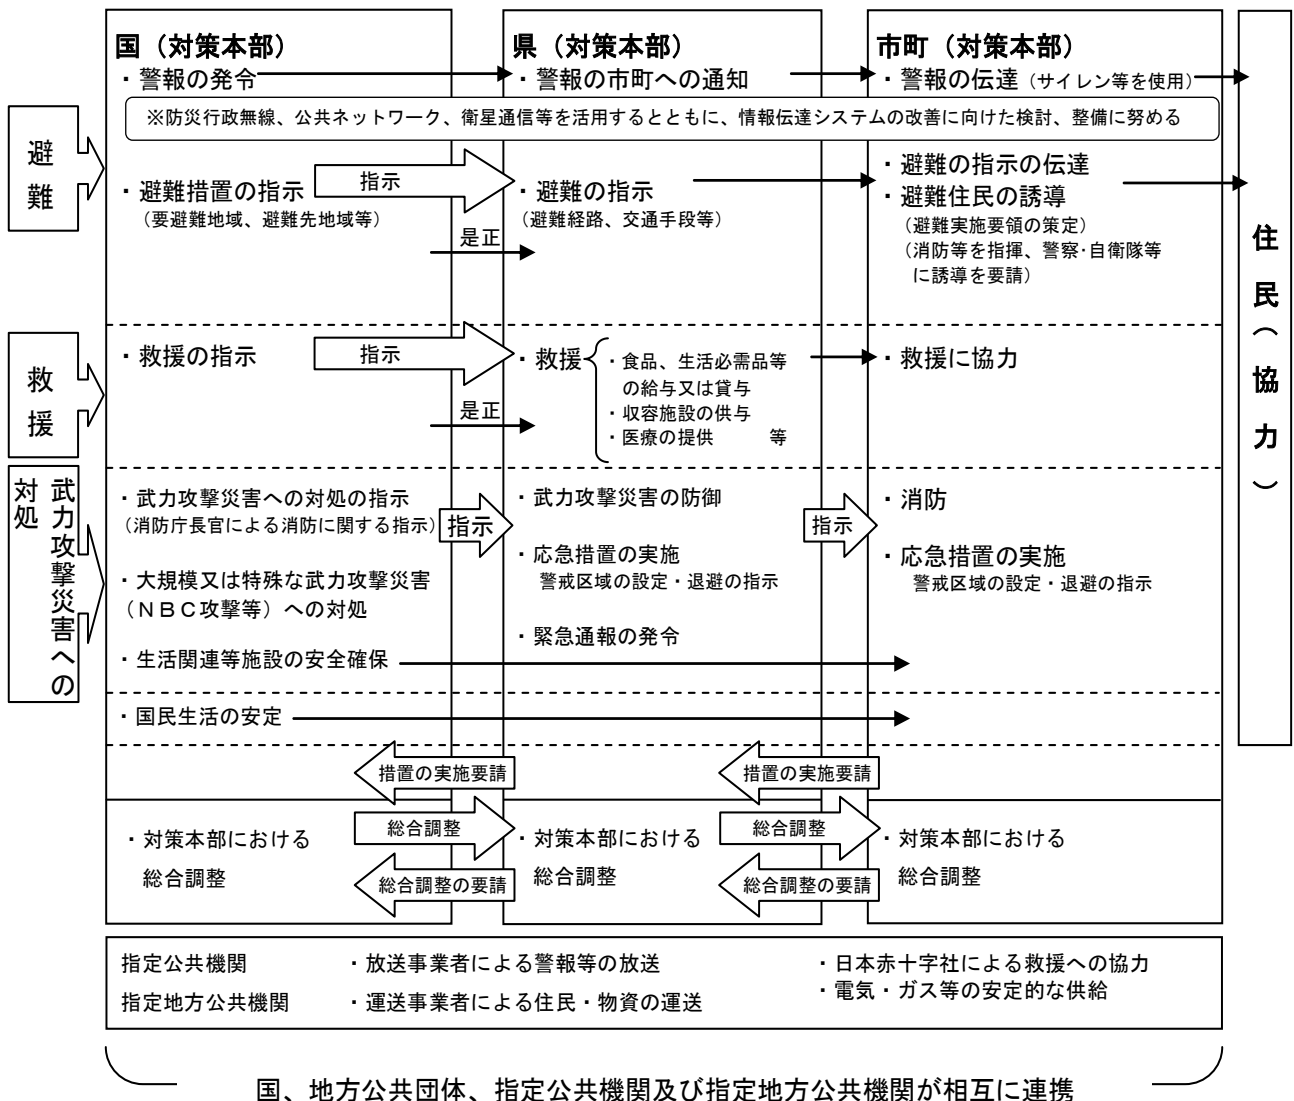 国（対策本部）
・警報の発令
県（対策本部）
・警報の市町への通知
市町（対策本部）
・警報の伝達（サイレン等を使用）
※防災行政無線、公共ネットワーク、衛星通信等を活用するとともに、情報伝達システムの改善に向けた検討、整備に努める
避難
・避難措置の指示
（要避難地域、避難先地域等）
指示
是正
・避難の指示
（避難経路、交通手段等）
・避難の指示の伝達
・避難住民の誘導
（避難実施要領の策定）
（消防等を指揮、警察・自衛隊等
に誘導を要請）
住民（協力）
救援
・救援の指示
指示
是正
・救援
・食品、生活必需品等
の給与又は貸与
・収容施設の供与
・医療の提供　等
・救援に協力
武力攻撃災害への
対処
・武力攻撃災害への対処の指示
（消防庁長官による消防に関する指示）
指示
・大規模又は特殊な武力攻撃災害
（ＮＢＣ攻撃等）への対処
・生活関連等施設の安全確保
・武力攻撃災害の防御
・応急措置の実施
警戒区域の設定・退避の指示
・緊急通報の発令
指示
・消防
・応急措置の実施
警戒区域の設定・退避の指示
・国民生活の安定
措置の実施要請
措置の実施要請
・対策本部における
総合調整
総合調整
総合調整の要請
・対策本部における
総合調整
総合調整
総合調整の要請
・対策本部における
総合調整
指定公共機関
指定地方公共機関
・放送事業者による警報等の放送
・運送事業者による住民・物資の運送
・日本赤十字社による救援への協力
・電気・ガス等の安定的な供給
国、地方公共団体、指定公共機関及び指定地方公共機関が相互に連携